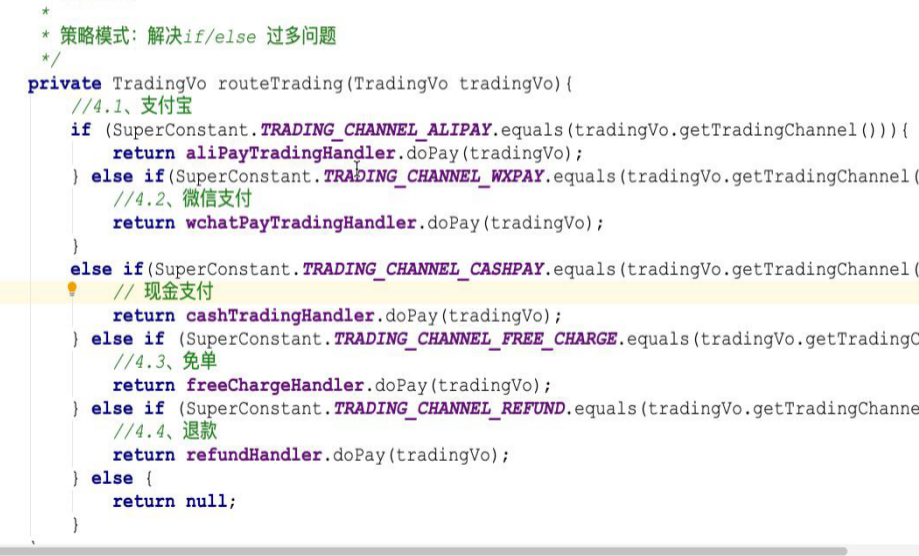 *
* 策略模式：解决if/else 过多问题
*/
private TradingVo routeTrading(TradingVo tradingVo){
//4.1、支付宝
if (SuperConstant.TRADING_CHANNEL_ALIPAY.equals(tradingVo.getTradingChannel())){
return aliPayTradingHandler.doPay(tradingVo);
} else if(SuperConstant.TRADING_CHANNEL_WXPAY.equals(tradingVo.getTradingChannel(
//4.2、微信支付
return wchatPayTradingHandler.doPay(tradingVo);
}
else if(SuperConstant.TRADING_CHANNEL_CASHPAY.equals(tradingVo.getTradingChannel(
// 现金支付
return cashTradingHandler.doPay(tradingVo);
} else if (SuperConstant.TRADING_CHANNEL_FREE_CHARGE.equals(tradingVo.getTradingC
//4.3、免单
return freeChargeHandler.doPay(tradingVo);
} else if (SuperConstant.TRADING_CHANNEL_REFUND.equals(tradingVo.getTradingChanne
//4.4、退款
return refundHandler.doPay(tradingVo);
} else {
return null;
}